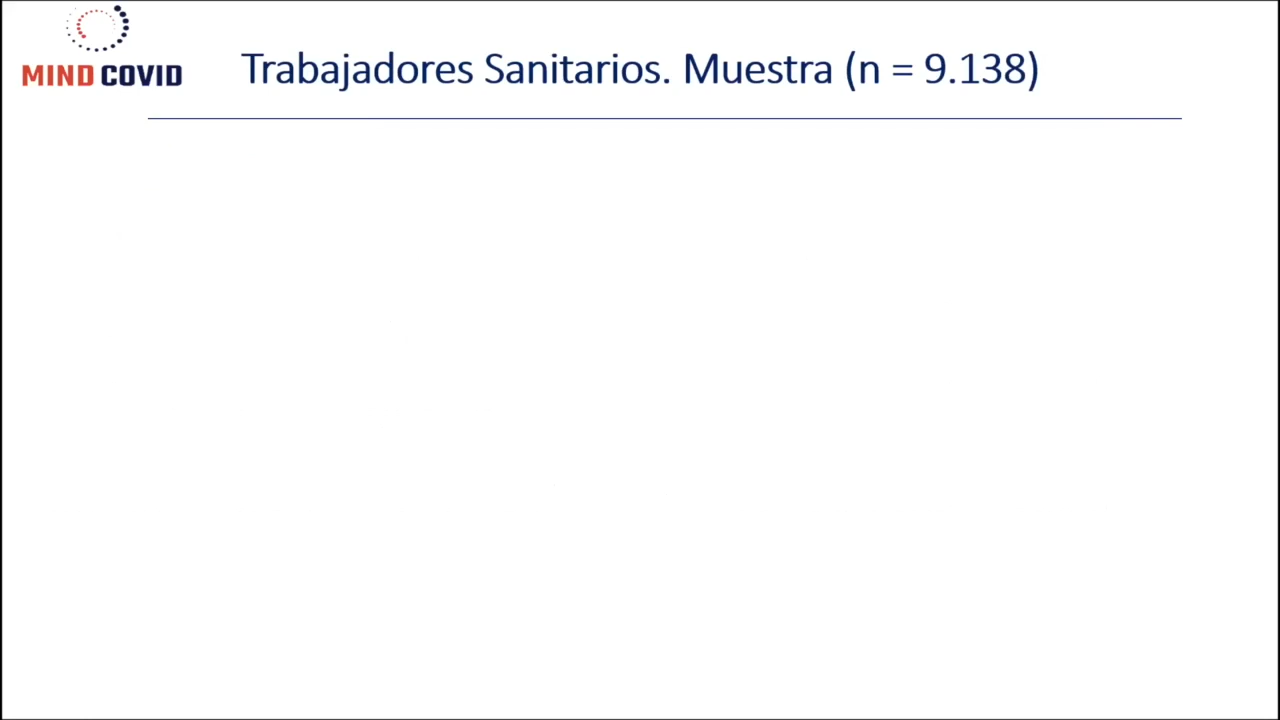 MIND COVID
Trabajadores Sanitarios. Muestra (n = 9.138)